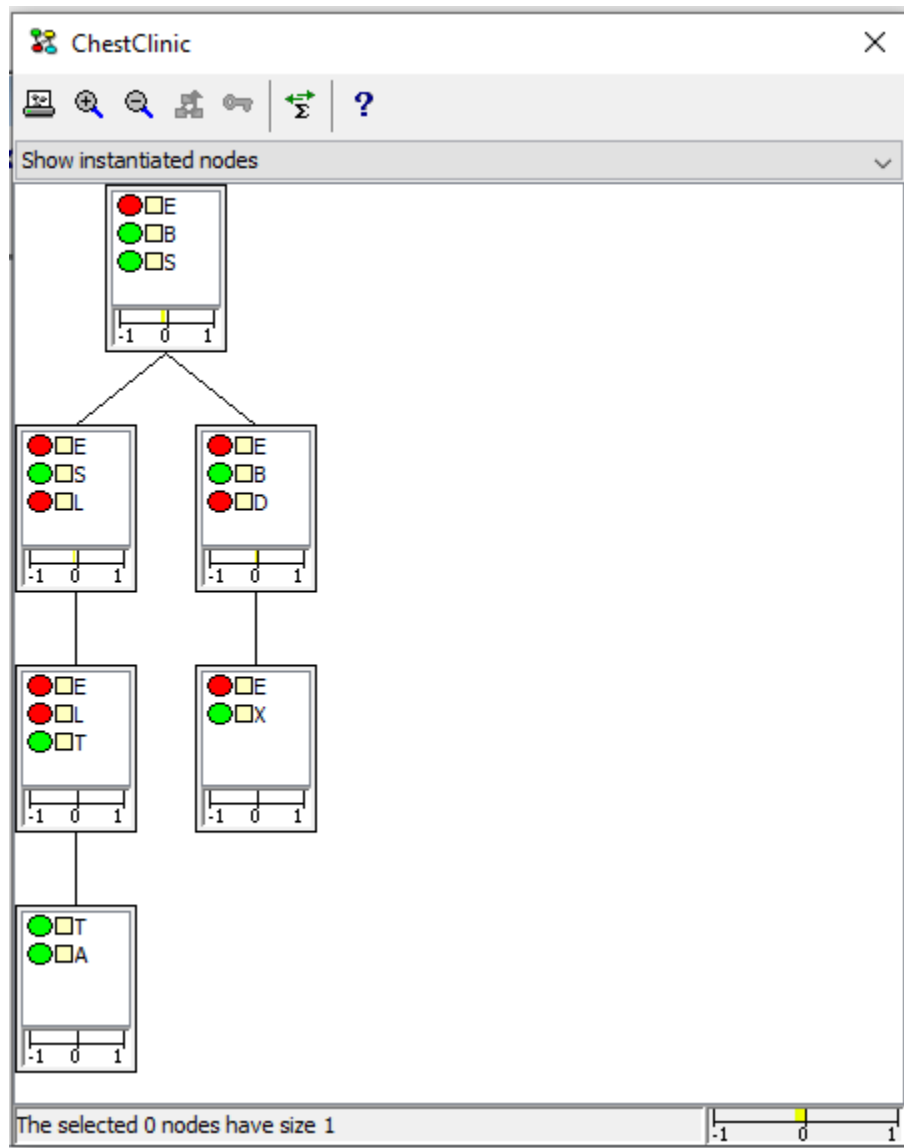 ChestClinic
Σ ?
Show instantiated nodes
E
B
S
-1 0 1
E
S
L
-1 0 1
E
B
D
-1 0 1
E
L
T
-1 0 1
E
X
-1 0 1
T
A
-1 0 1
The selected 0 nodes have size 1
-1 0 1